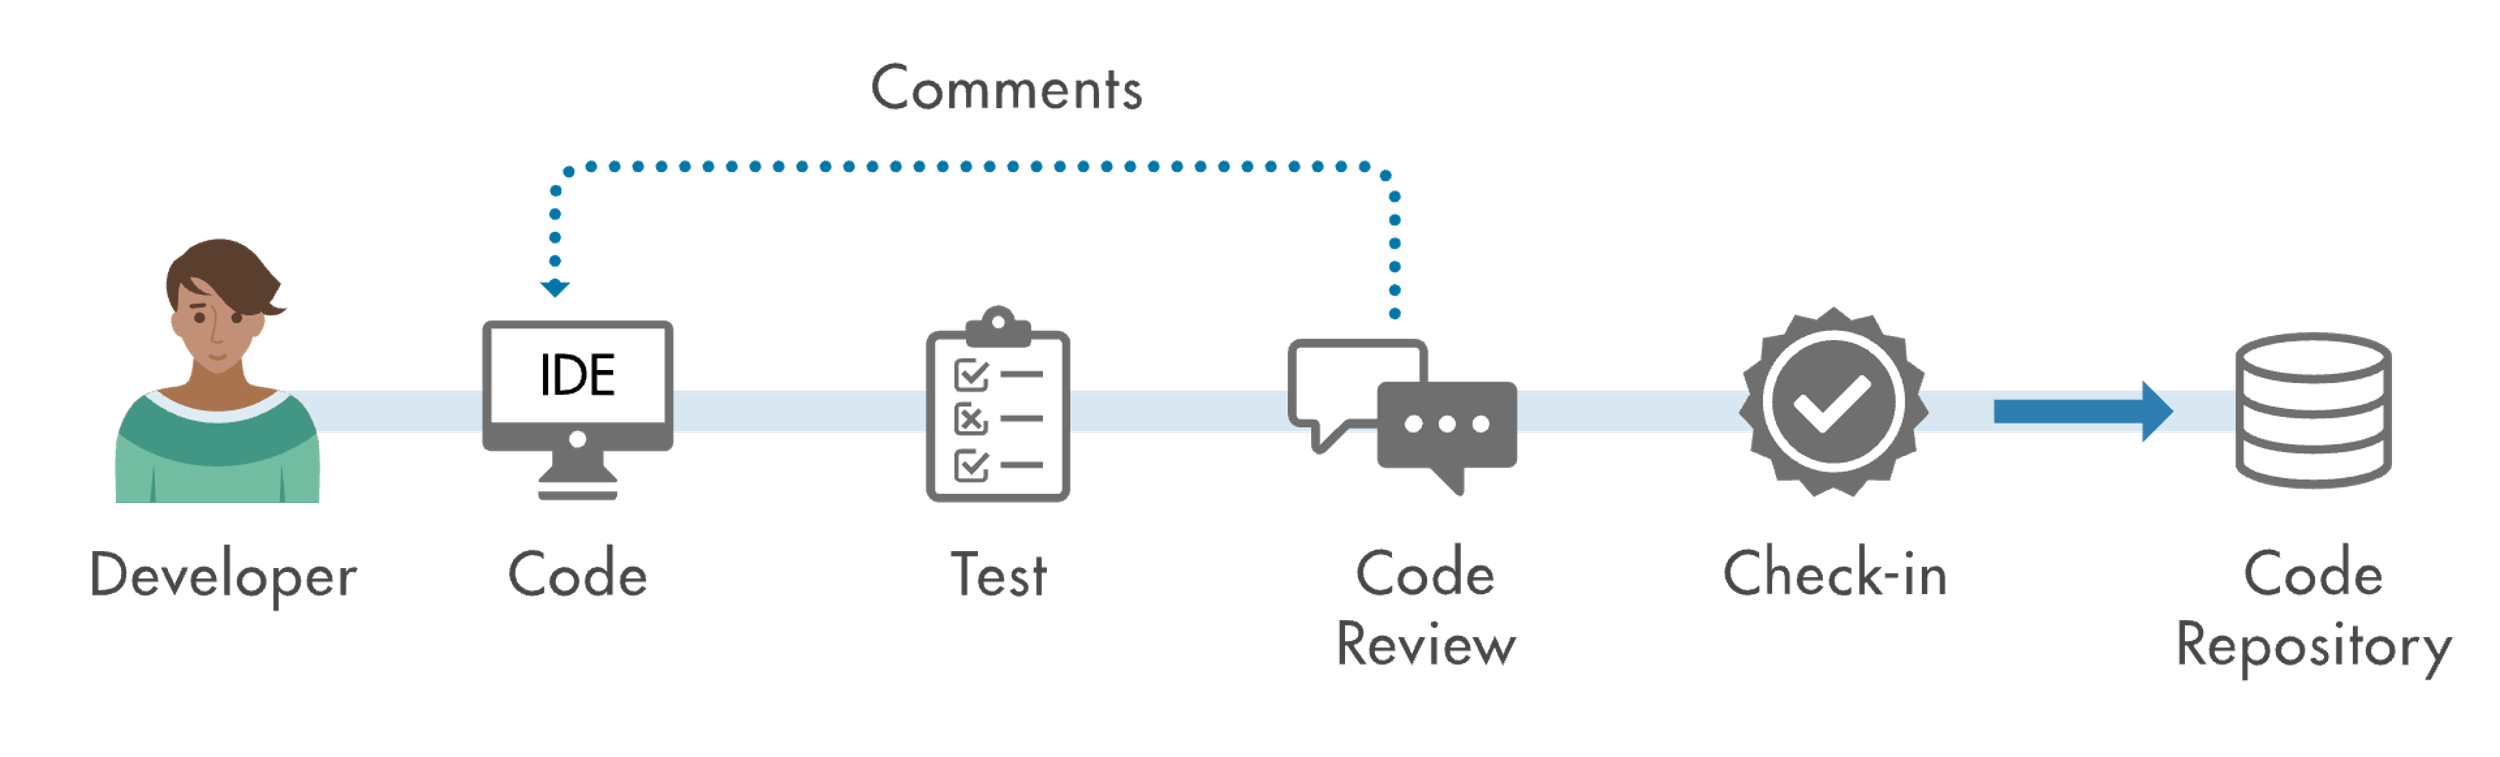 Comments
IDE
Developer
Code
Test
Code
Review
Check-in
Code
Repository